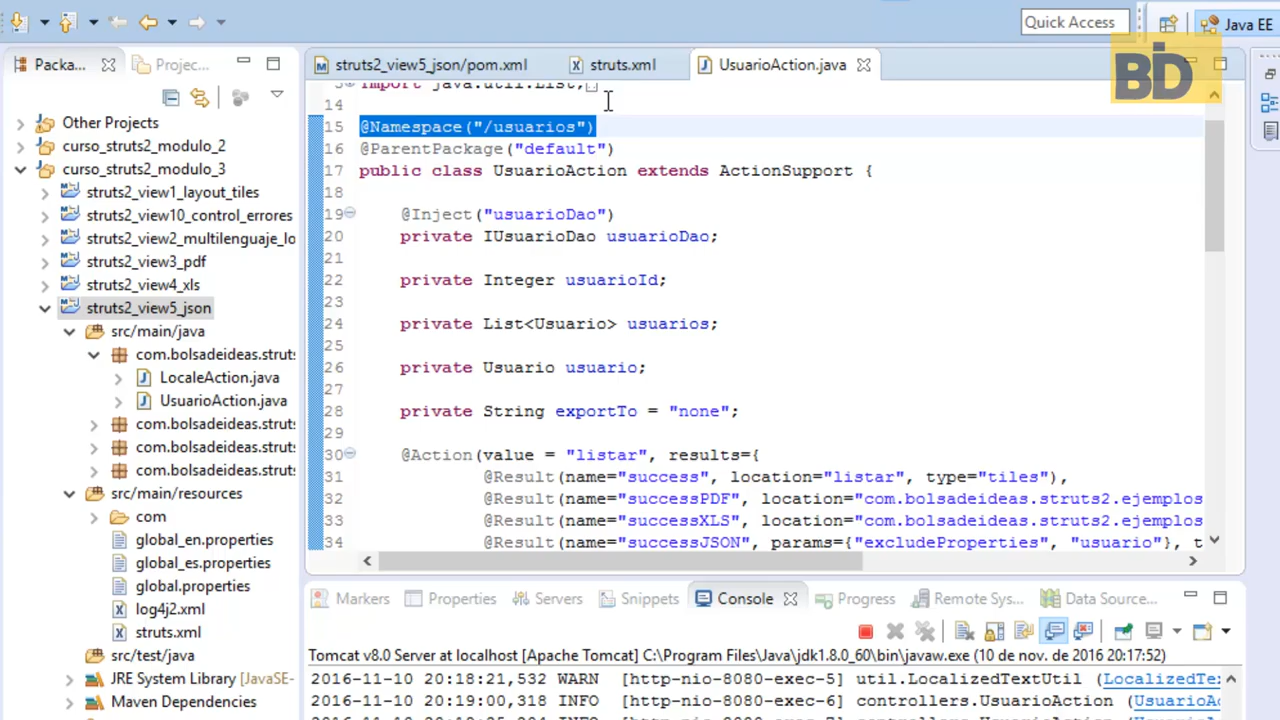 Quick Access
Java EE
BD
Packa...
Projec...
struts2_view5_json/pom.xml
struts.xml
UsuarioAction.java
Other Projects
curso_struts2_modulo_2
curso_struts2_modulo_3
struts2_view1_layout_tiles
struts2_view10_control_errores
struts2_view2_multilenguaje_lo
struts2_view3_pdf
struts2_view4_xls
struts2_view5_json
src/main/java
com.bolsadeideas.struts
LocaleAction.java
UsuarioAction.java
com.bolsadeideas.struts
com.bolsadeideas.struts
com.bolsadeideas.struts
src/main/resources
com
global_en.properties
global_es.properties
global.properties
log4j2.xml
struts.xml
src/test/java
JRE System Library [JavaSE-
Maven Dependencies
3 import java.util.List;
14
15 @Namespace("/usuarios")
16 @ParentPackage("default")
17 public class UsuarioAction extends ActionSupport {
18
19 @Inject("usuarioDao")
20 private IUsuarioDao usuarioDao;
21
22 private Integer usuarioId;
23
24 private List<Usuario> usuarios;
25
26 private Usuario usuario;
27
28 private String exportTo = "none";
29
30 @Action(value = "listar", results={
31 @Result(name="success", location="listar", type="tiles"),
32 @Result(name="successPDF", location="com.bolsadeideas.struts2.ejemplos
33 @Result(name="successXLS", location="com.bolsadeideas.struts2.ejemplos
34 @Result(name="successJSON", params={"excludeProperties", "usuario"}, t
Markers
Properties
Servers
Snippets
Console
Progress
Remote Sys...
Data Source...
Tomcat v8.0 Server at localhost [Apache Tomcat] C:\Program Files\Java\jdk1.8.0_60\bin\javaw.exe (10 de nov. de 2016 20:17:52)
2016-11-10 20:18:21,532 WARN [http-nio-8080-exec-5] util.LocalizedTextUtil (LocalizedTe
2016-11-10 20:19:00,318 INFO [http-nio-8080-exec-6] controllers.UsuarioAction (UsuarioAc